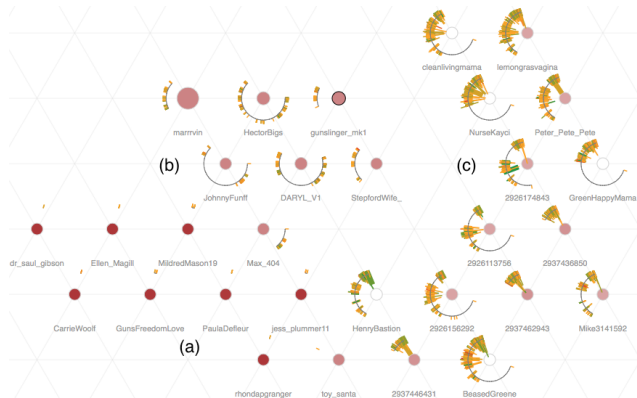 cleanlivingmama lemongrasvagina
marrrvin HectorBigs gunslinger_mk1 NurseKayci Peter_Pete_Pete
(b) (c)
JohnnyFunff DARYL_V1 StepfordWife_ 2926174843 GreenHappyMama
dr_saul_gibson Ellen_Magill MildredMason19 Max_404 2926113756 2937436850
CarrieWoolf GunsFreedomLove PaulaDefleur jess_plummer11 HenryBastion 2926156292 2937462943 Mike3141592
(a)
rhondapgranger toy_santa 2937446431 BeasedGreene